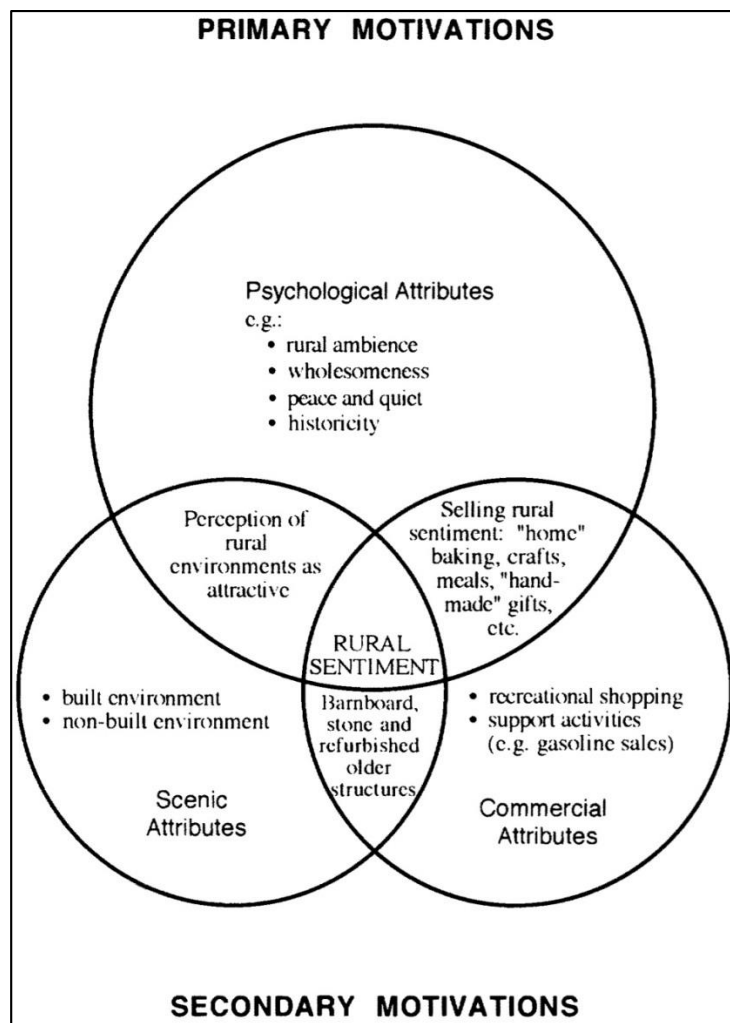 PRIMARY MOTIVATIONS
Psychological Attributes
e.g.:
• rural ambience
• wholesomeness
• peace and quiet
• historicity
Perception of
rural
environments as
attractive
Selling rural
sentiment: "home"
baking, crafts,
meals, "hand-
made" gifts,
etc.
RURAL
SENTIMENT
• built environment
• non-built environment
Barnboard,
stone and
refurbished
older
structures
• recreational shopping
• support activities
(e.g. gasoline sales)
Scenic
Attributes
Commercial
Attributes
SECONDARY MOTIVATIONS